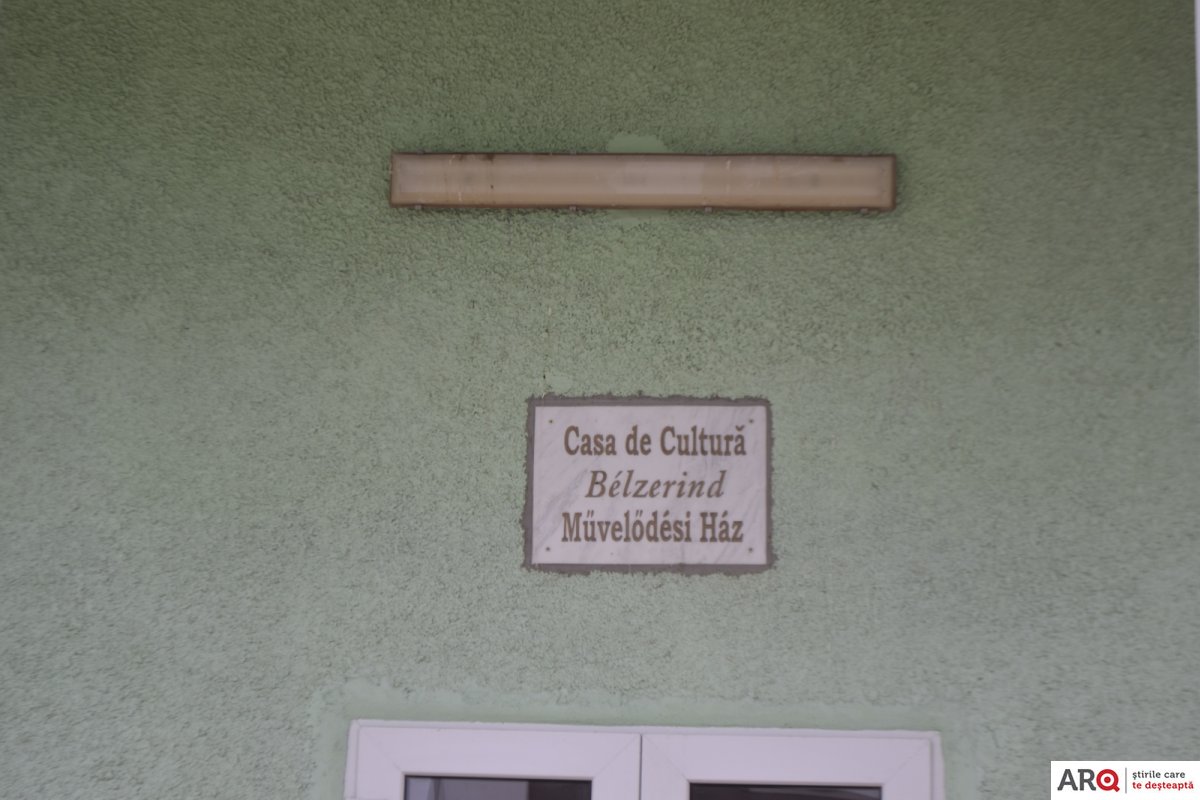 Casa de Cultură
Bélzerind
Művelődési Ház
ARQ
știrile care
te deșteaptă